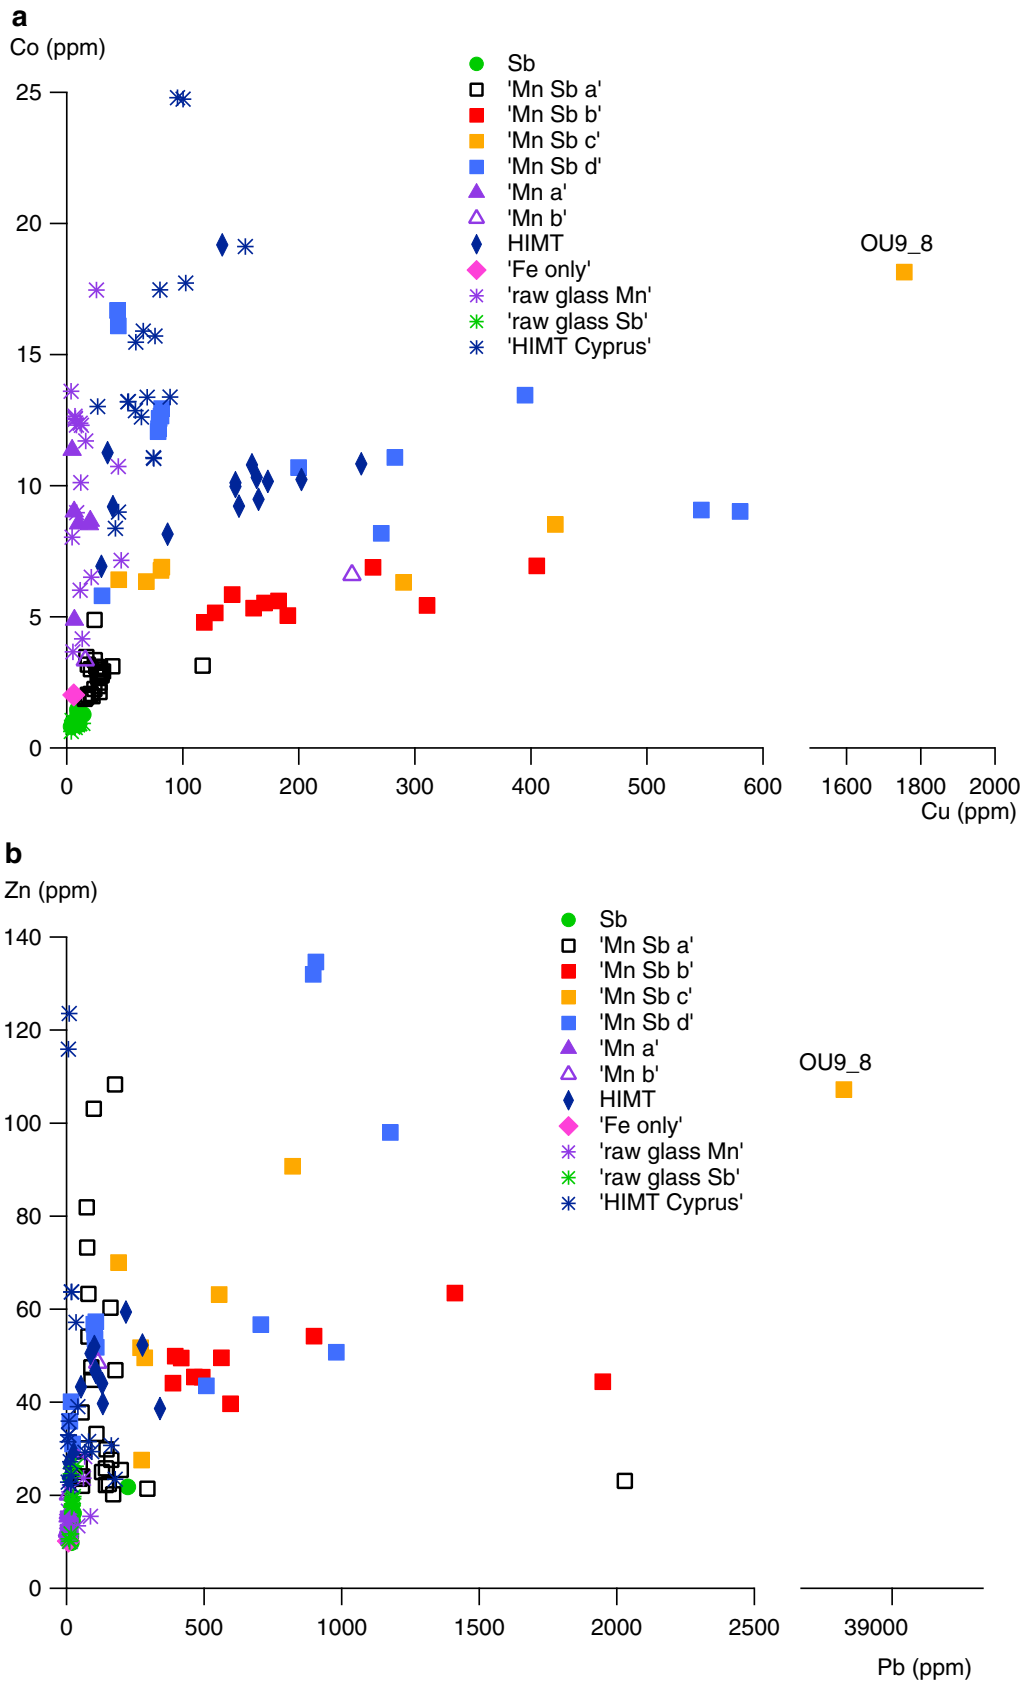 a
Co (ppm)
Sb
'Mn Sb a'
'Mn Sb b'
'Mn Sb c'
'Mn Sb d'
'Mn a'
'Mn b'
HIMT
'Fe only'
'raw glass Mn'
'raw glass Sb'
'HIMT Cyprus'
OU9_8
25
20
15
10
5
0
0 100 200 300 400 500 600 1600 1800 2000
Cu (ppm)
b
Zn (ppm)
Sb
'Mn Sb a'
'Mn Sb b'
'Mn Sb c'
'Mn Sb d'
'Mn a'
'Mn b'
HIMT
'Fe only'
'raw glass Mn'
'raw glass Sb'
'HIMT Cyprus'
OU9_8
140
120
100
80
60
40
20
0
0 500 1000 1500 2000 2500 39000
Pb (ppm)